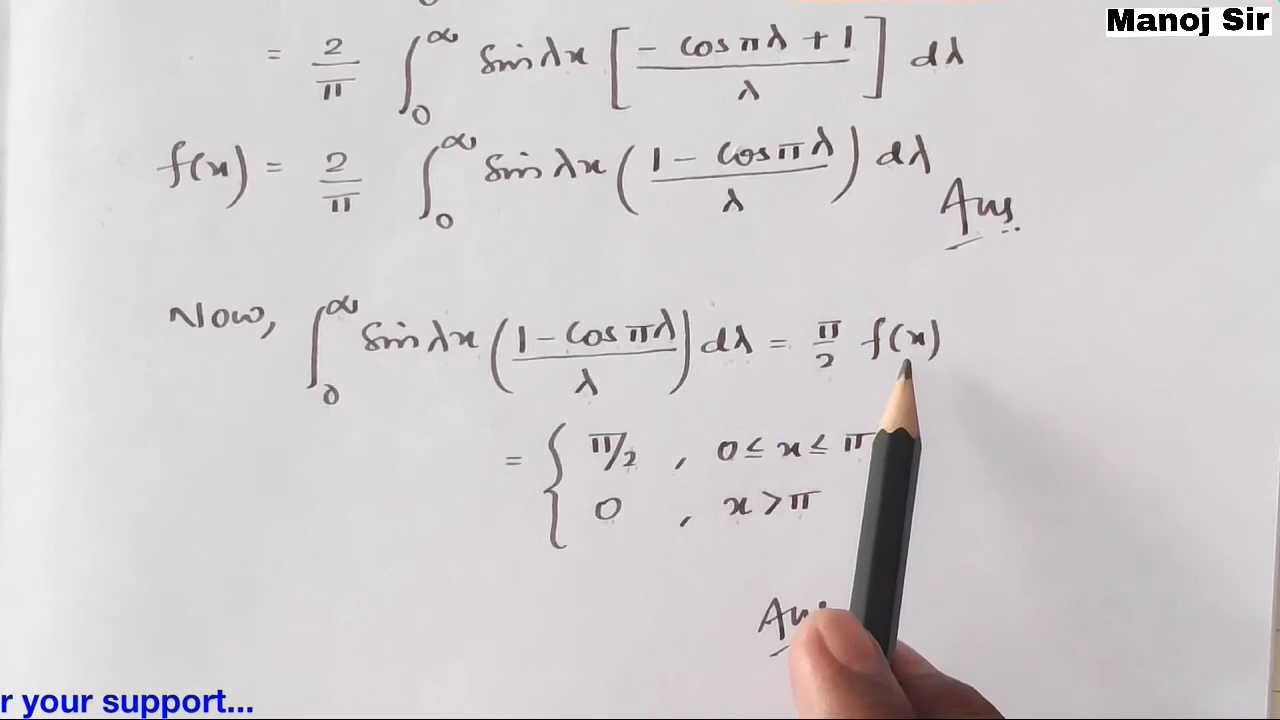 Manoj Sir
= 2/π ∫₀^∞ sin λx [ (- cos πλ + 1)/λ ] dλ
f(x) = 2/π ∫₀^∞ sin λx ( (1 - cos πλ)/λ ) dλ
Ans
Now, ∫₀^∞ sin λx ( (1 - cos πλ)/λ ) dλ = π/2 f(x)
= { π/2 , 0 ≤ x ≤ π
0 , x > π
r your support...